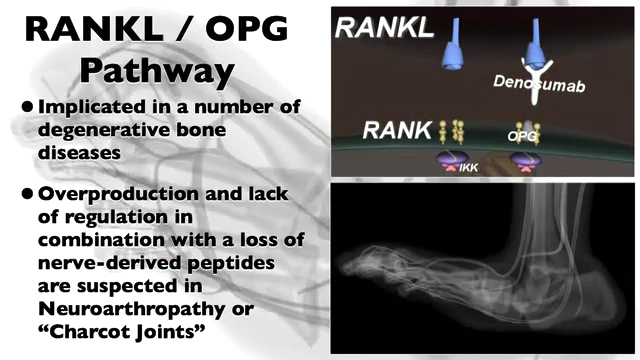 RANKL / OPG
Pathway
• Implicated in a number of
degenerative bone
diseases
• Overproduction and lack
of regulation in
combination with a loss of
nerve-derived peptides
are suspected in
Neuroarthropathy or
“Charcot Joints”
RANKL
Denosumab
RANK
OPG
IKK